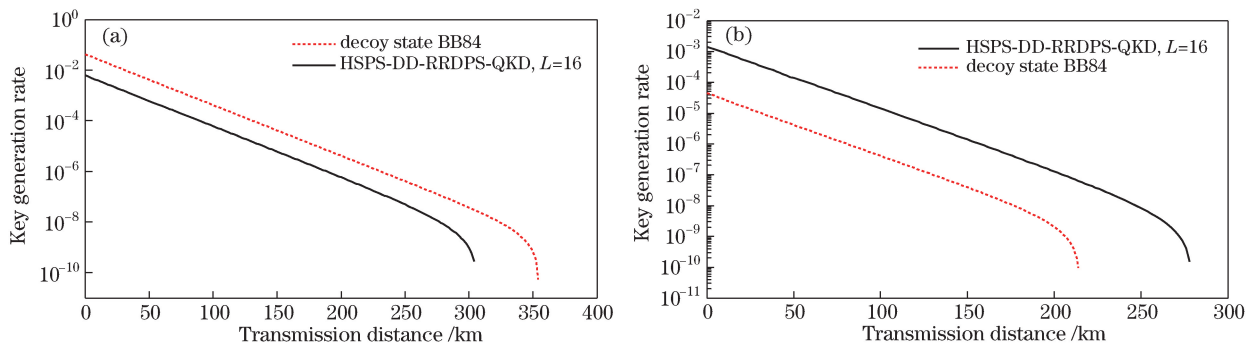 (a)
decoy state BB84
HSPS-DD-RRDPS-QKD, L=16
Key generation rate
10⁰
10⁻²
10⁻⁴
10⁻⁶
10⁻⁸
10⁻¹⁰
0 50 100 150 200 250 300 350 400
Transmission distance /km
(b)
HSPS-DD-RRDPS-QKD, L=16
decoy state BB84
Key generation rate
10⁻²
10⁻³
10⁻⁴
10⁻⁵
10⁻⁶
10⁻⁷
10⁻⁸
10⁻⁹
10⁻¹⁰
10⁻¹¹
0 50 100 150 200 250 300
Transmission distance /km